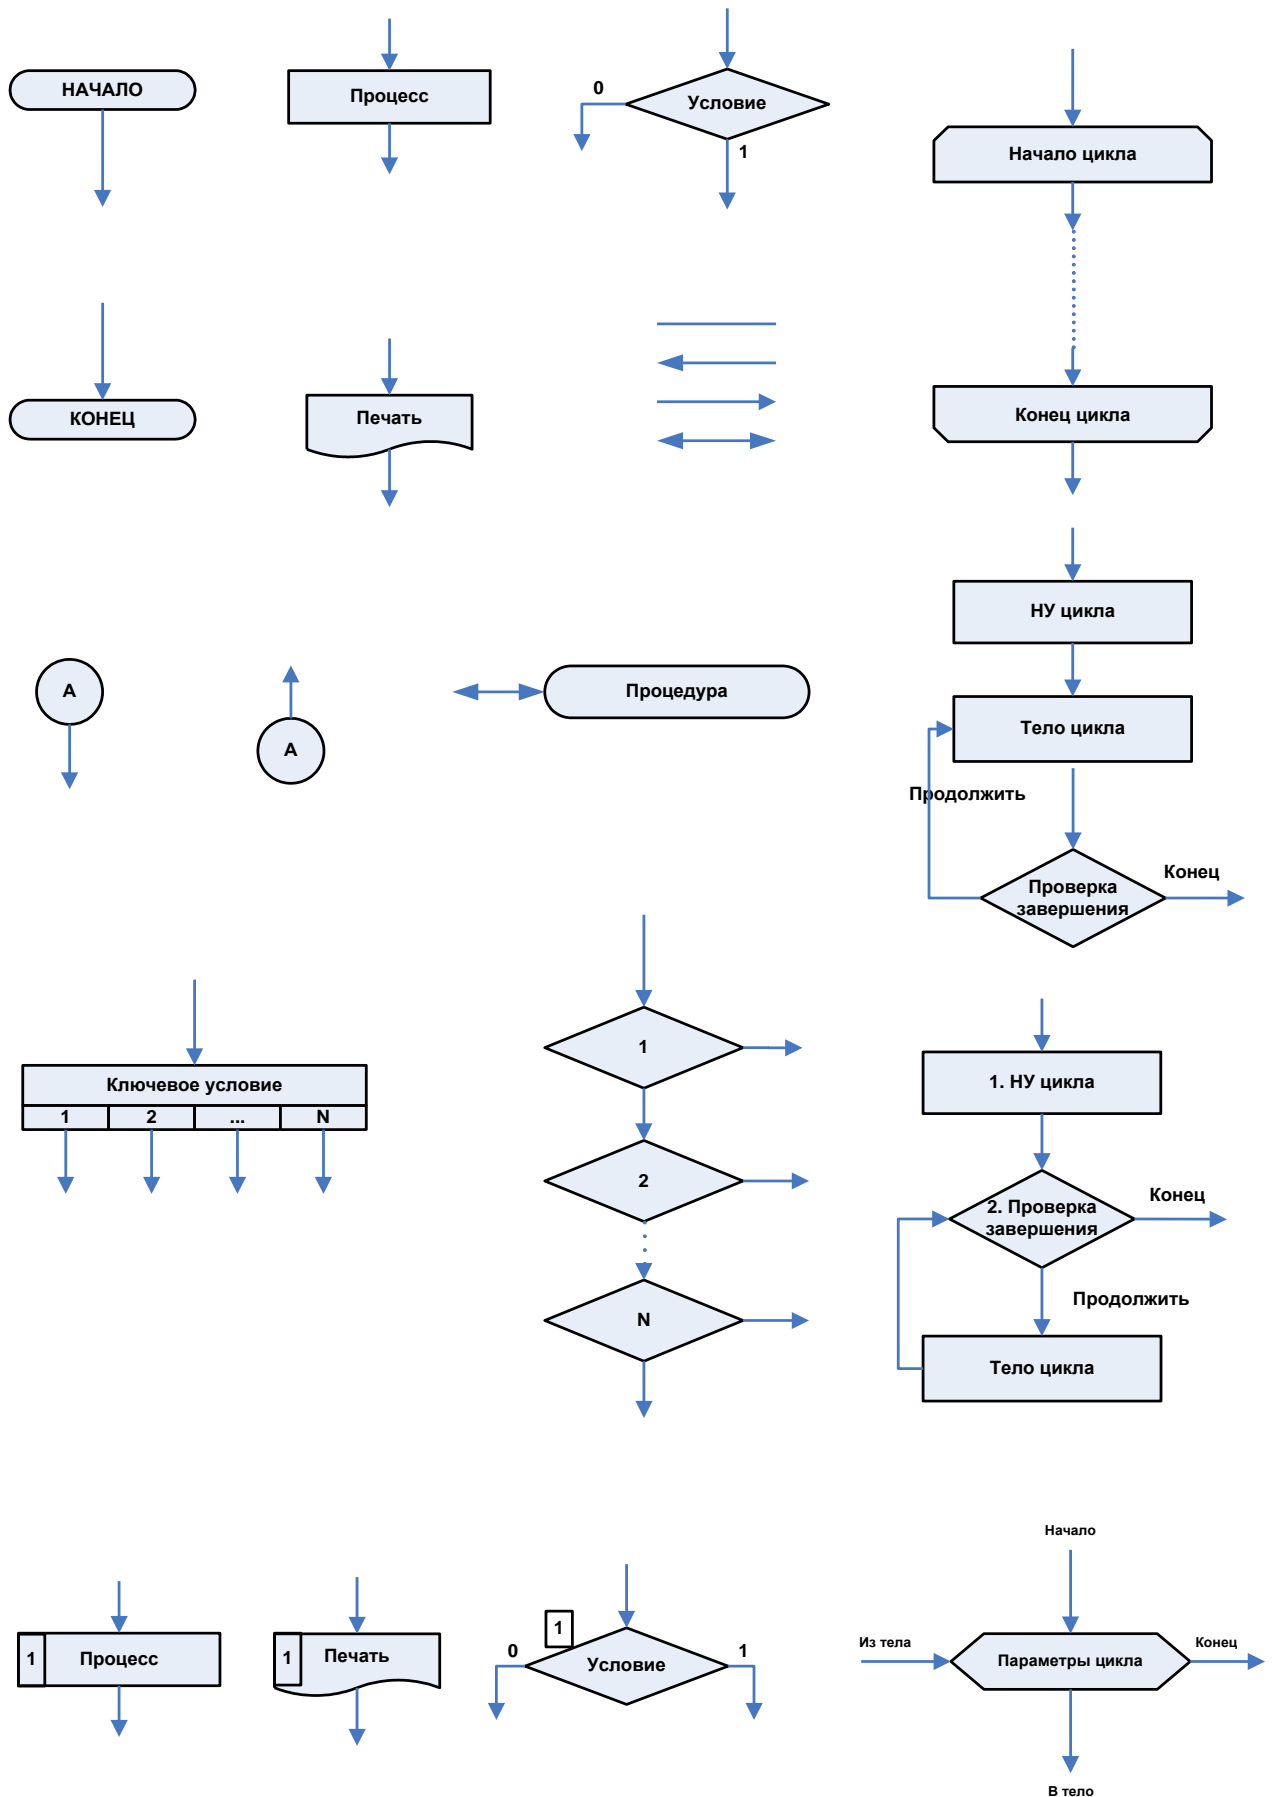 НАЧАЛО
Процесс
0
Условие
1
Начало цикла
КОНЕЦ
Печать
Конец цикла
НУ цикла
А
А
Процедура
Тело цикла
Продолжить
Конец
Проверка
завершения
1
Ключевое условие
1 2 ... N
1. НУ цикла
2
Конец
2. Проверка
завершения
Продолжить
N
Тело цикла
Начало
1
Процесс
1
Печать
1
0
Условие
1
Из тела
Параметры цикла
Конец
В тело